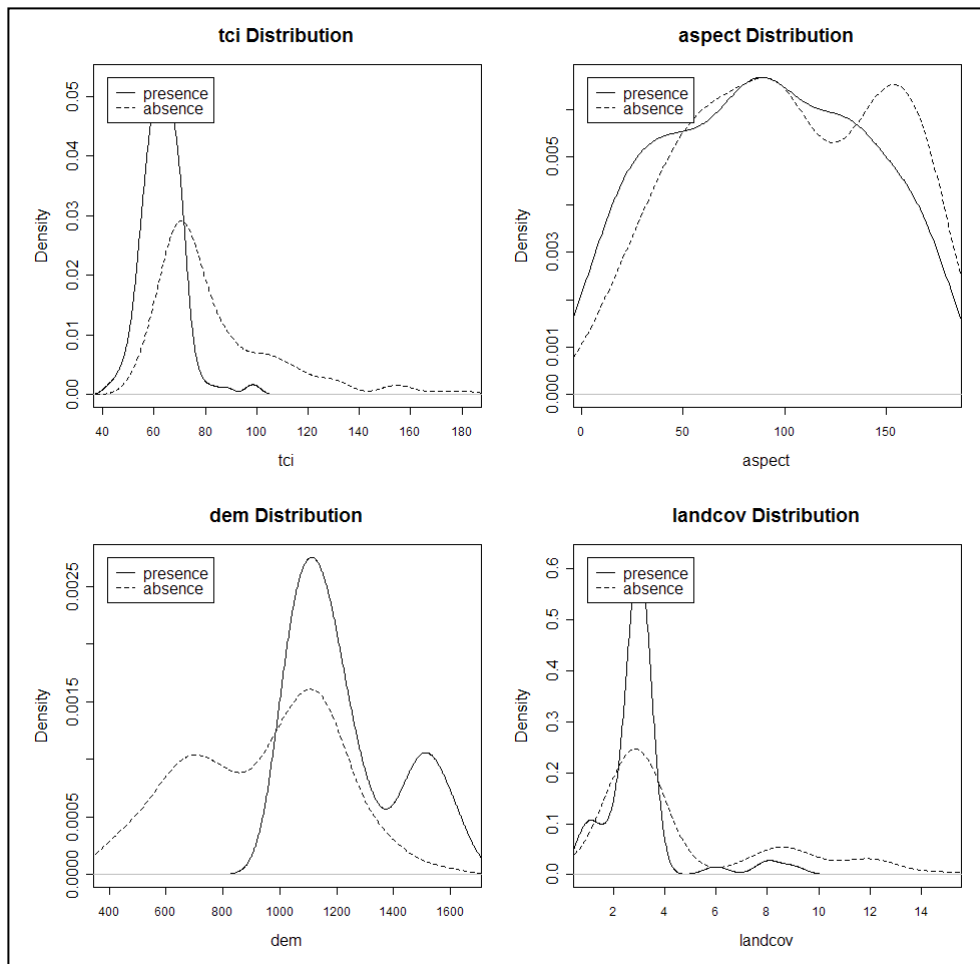 tci Distribution
presence
absence
Density
0.00 0.01 0.02 0.03 0.04 0.05
40 60 80 100 120 140 160 180
tci
aspect Distribution
presence
absence
Density
0.000 0.001 0.003 0.005
0 50 100 150
aspect
dem Distribution
presence
absence
Density
0.0000 0.0005 0.0015 0.0025
400 600 800 1000 1200 1400 1600
dem
landcov Distribution
presence
absence
Density
0.0 0.1 0.2 0.3 0.4 0.5 0.6
2 4 6 8 10 12 14
landcov